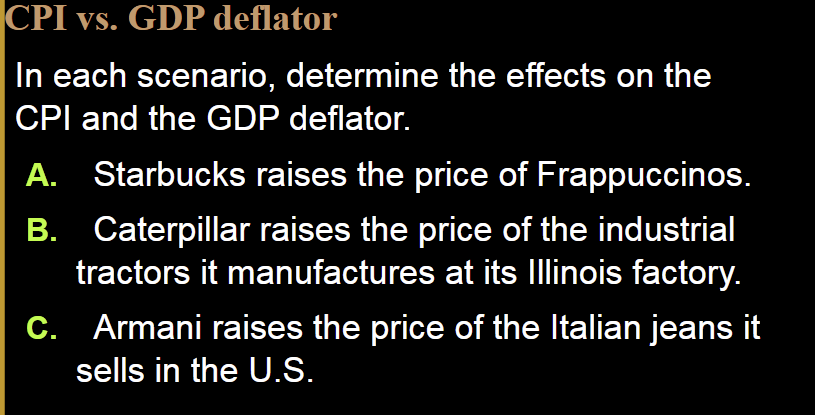 CPI vs. GDP deflator
In each scenario, determine the effects on the
CPI and the GDP deflator.
A. Starbucks raises the price of Frappuccinos.
B. Caterpillar raises the price of the industrial
tractors it manufactures at its Illinois factory.
C. Armani raises the price of the Italian jeans it
sells in the U.S.